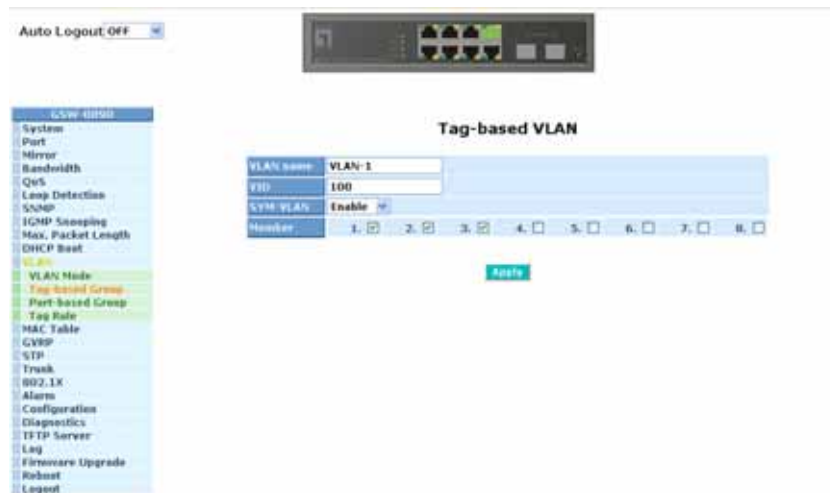 Auto Logout OFF
GSW-0890
System
Port
Mirror
Bandwidth
QoS
Loop Detection
SNMP
IGMP Snooping
Max. Packet Length
DHCP Boot
VLAN
VLAN Mode
Tag-based Group
Port-based Group
Tag Rule
MAC Table
GVRP
STP
Trunk
802.1X
Alarm
Configuration
Diagnostics
TFTP Server
Log
Firmware Upgrade
Reboot
Logout
Tag-based VLAN
VLAN name VLAN-1
VID 100
SYM-VLAN Enable
Member 1. 2. 3. 4. 5. 6. 7. 8.
Apply